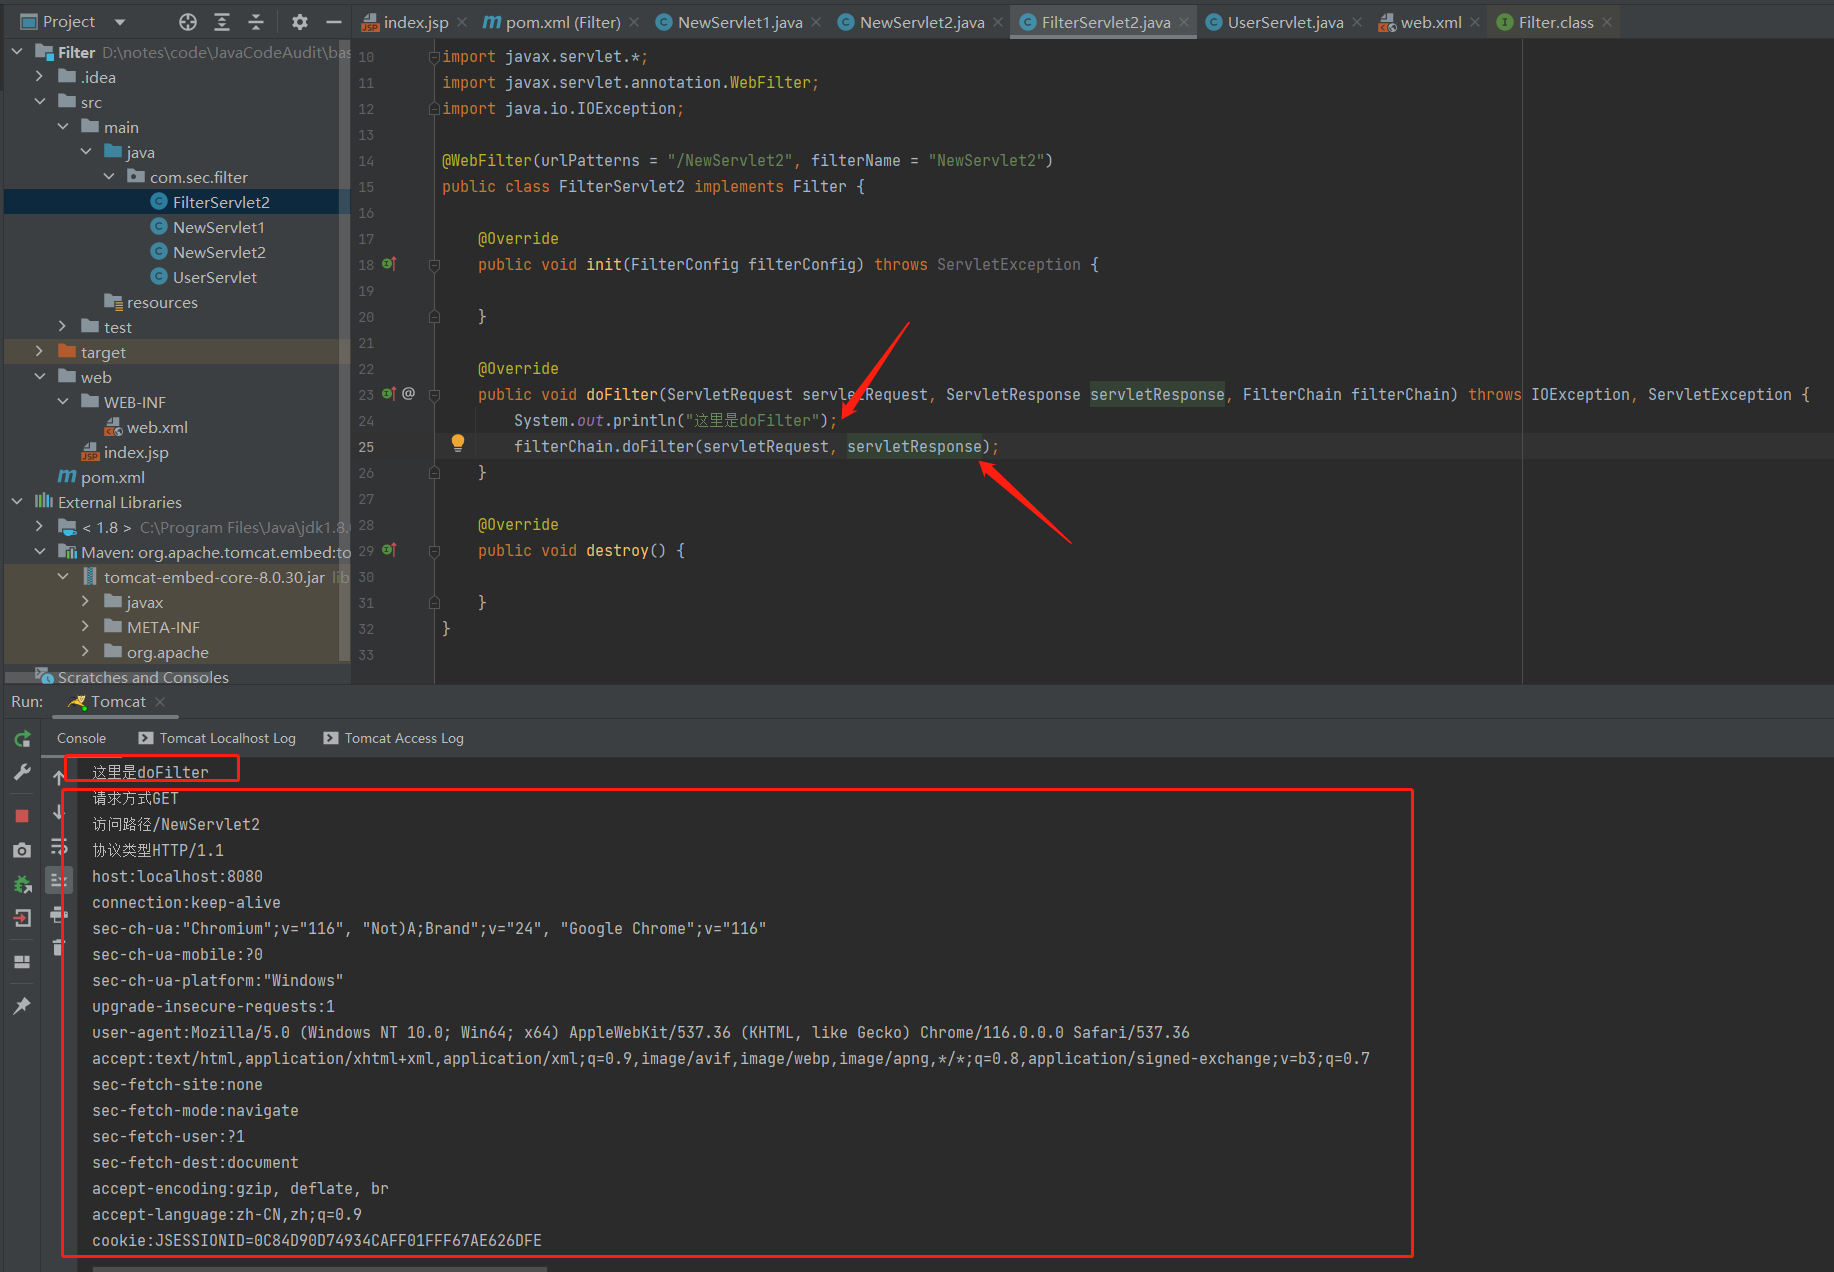 Project
index.jsp
pom.xml (Filter)
NewServlet1.java
NewServlet2.java
FilterServlet2.java
UserServlet.java
web.xml
Filter.class
Filter D:\notes\code\JavaCodeAudit\bas
.idea
src
main
java
com.sec.filter
FilterServlet2
NewServlet1
NewServlet2
UserServlet
resources
test
target
web
WEB-INF
web.xml
index.jsp
pom.xml
External Libraries
< 1.8 > C:\Program Files\Java\jdk1.8.0
Maven: org.apache.tomcat.embed:to
tomcat-embed-core-8.0.30.jar lib
javax
META-INF
org.apache
Scratches and Consoles
10 import javax.servlet.*;
11 import javax.servlet.annotation.WebFilter;
12 import java.io.IOException;
13
14 @WebFilter(urlPatterns = "/NewServlet2", filterName = "NewServlet2")
15 public class FilterServlet2 implements Filter {
16
17 @Override
18 public void init(FilterConfig filterConfig) throws ServletException {
19
20 }
21
22 @Override
23 @ public void doFilter(ServletRequest servletRequest, ServletResponse servletResponse, FilterChain filterChain) throws IOException, ServletException {
24 System.out.println("这里是doFilter");
25 filterChain.doFilter(servletRequest, servletResponse);
26 }
27
28 @Override
29 public void destroy() {
30
31 }
32 }
33
Run: Tomcat
Console Tomcat Localhost Log Tomcat Access Log
这里是doFilter
请求方式GET
访问路径/NewServlet2
协议类型HTTP/1.1
host:localhost:8080
connection:keep-alive
sec-ch-ua:"Chromium";v="116", "Not)A;Brand";v="24", "Google Chrome";v="116"
sec-ch-ua-mobile:?0
sec-ch-ua-platform:"Windows"
upgrade-insecure-requests:1
user-agent:Mozilla/5.0 (Windows NT 10.0; Win64; x64) AppleWebKit/537.36 (KHTML, like Gecko) Chrome/116.0.0.0 Safari/537.36
accept:text/html,application/xhtml+xml,application/xml;q=0.9,image/avif,image/webp,image/apng,*/*;q=0.8,application/signed-exchange;v=b3;q=0.7
sec-fetch-site:none
sec-fetch-mode:navigate
sec-fetch-user:?1
sec-fetch-dest:document
accept-encoding:gzip, deflate, br
accept-language:zh-CN,zh;q=0.9
cookie:JSESSIONID=0C84D90D74934CAFF01FFF67AE626DFE